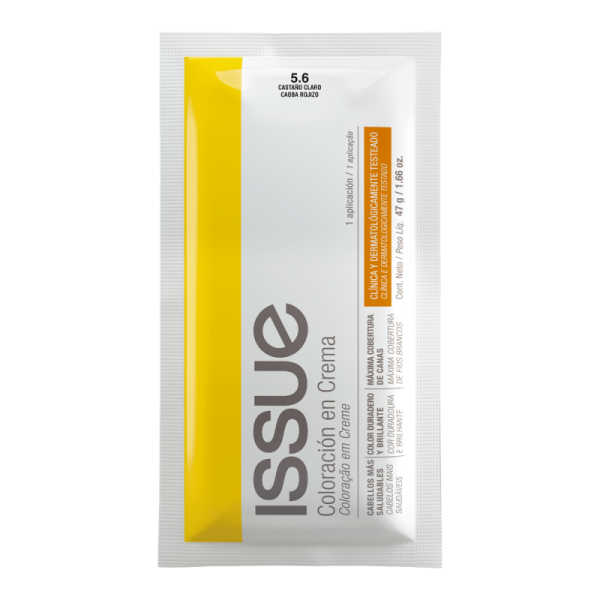 5.6
CASTAÑO CLARO
CAOBA ROJIZO
ISSUE
Coloración en Crema
Coloração em Creme
1 aplicación / 1 aplicação
CLÍNICA Y DERMATOLÓGICAMENTE TESTEADO
CLÍNICA E DERMATOLOGICAMENTE TESTADO
Cont. Neto / Peso Líq. 47 g / 1.66 oz.
CABELLOS MÁS
SALUDABLES
CABELOS MAIS
SAUDÁVEIS
COLOR DURADERO
Y BRILLANTE
COR DURADOURA
E BRILHANTE
MÁXIMA COBERTURA
DE CANAS
MÁXIMA COBERTURA
DE FIOS BRANCOS